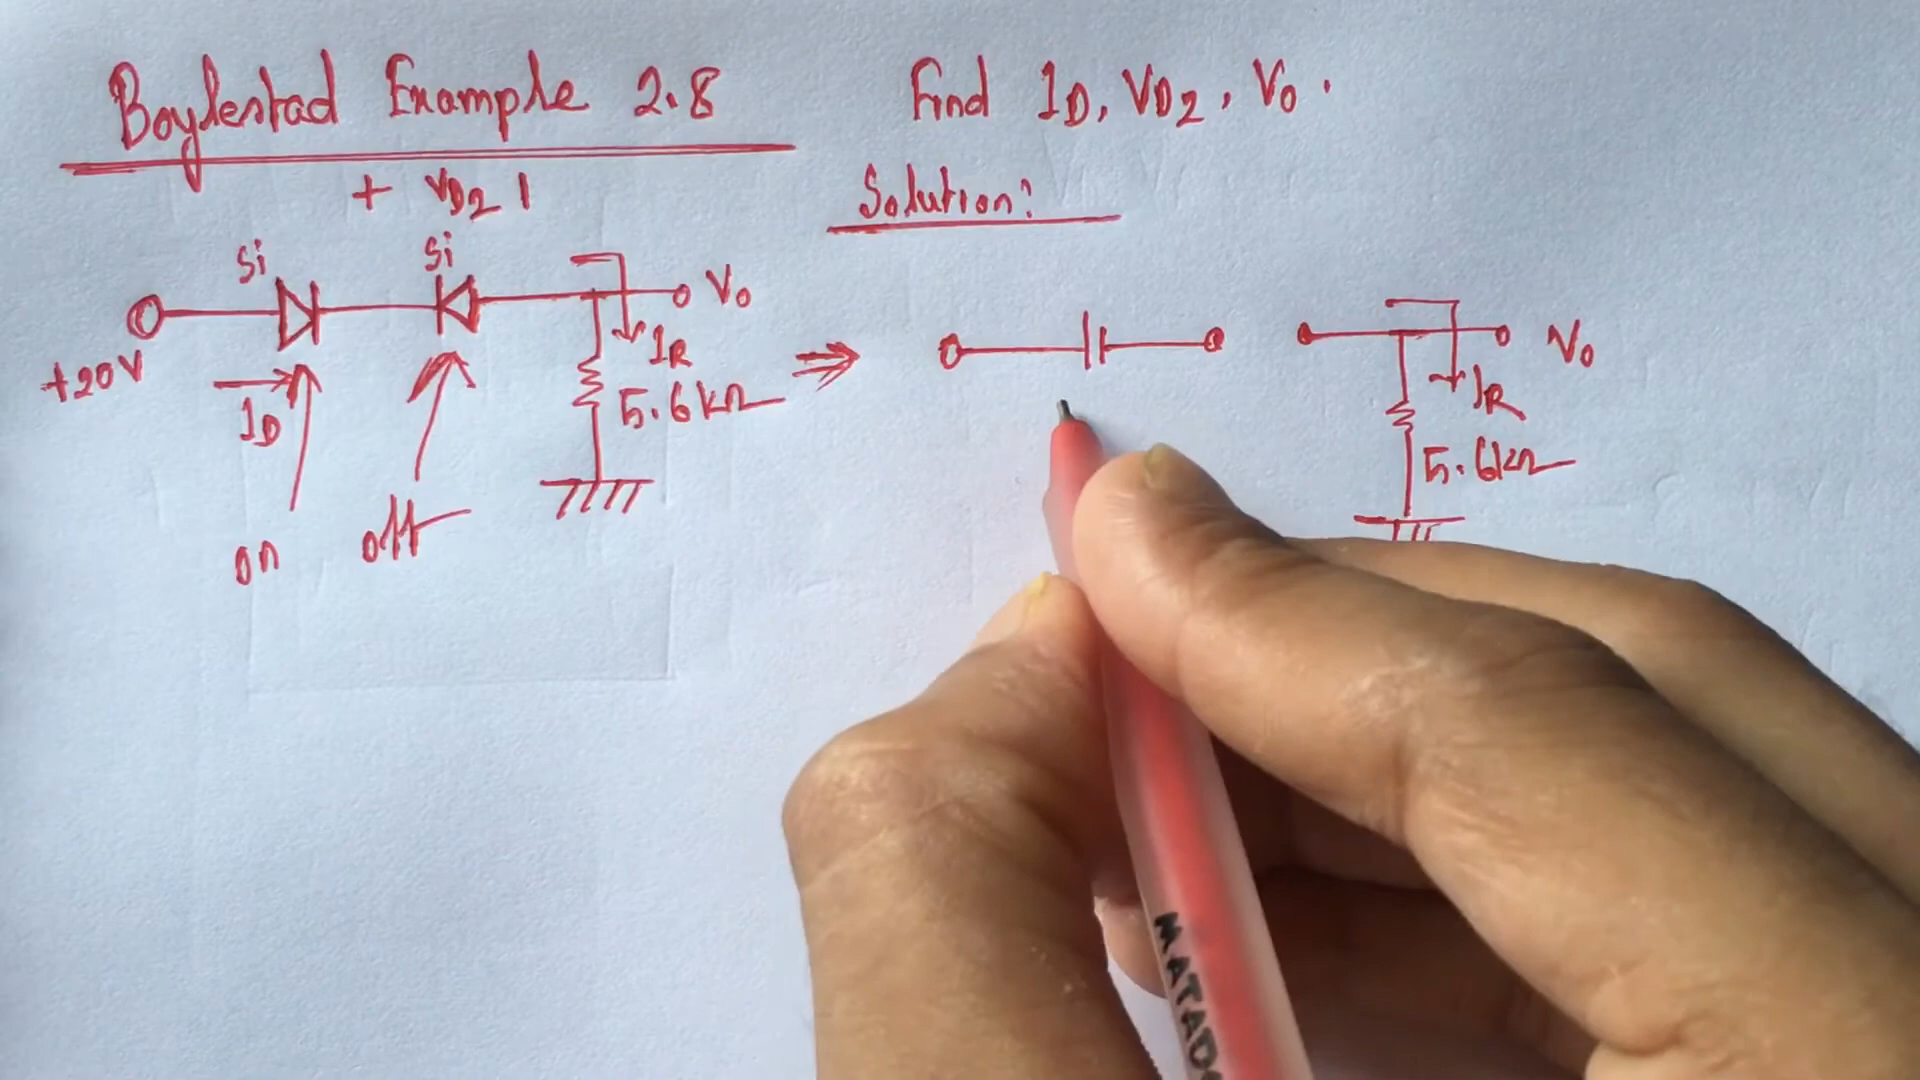 Boylestad Example 2.8
Find ID, VD2, Vo.
+ VD2 1
Solution:
Si
Si
Vo
+20V
ID
IR
5.6kΩ
on
off
Vo
IR
5.6kΩ
MATAD